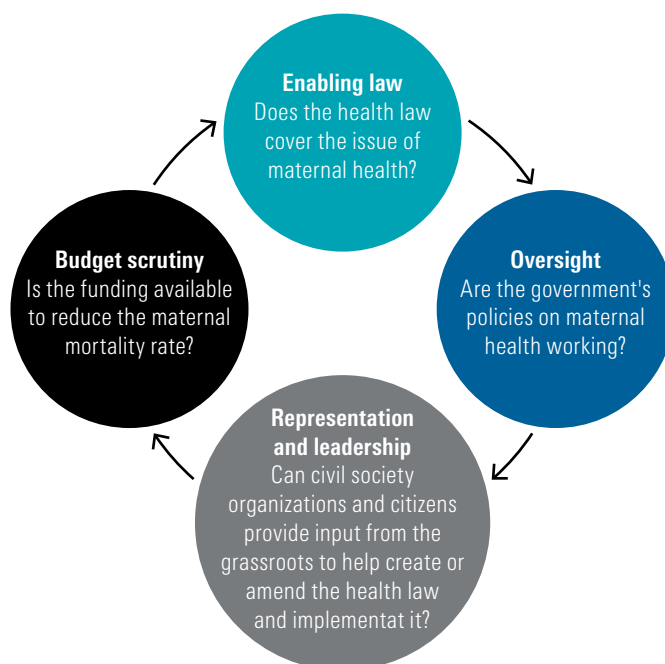 Enabling law
Does the health law
cover the issue of
maternal health?
Oversight
Are the government's
policies on maternal
health working?
Representation
and leadership
Can civil society
organizations and citizens
provide input from the
grassroots to help create or
amend the health law
and implementat it?
Budget scrutiny
Is the funding available
to reduce the maternal
mortality rate?